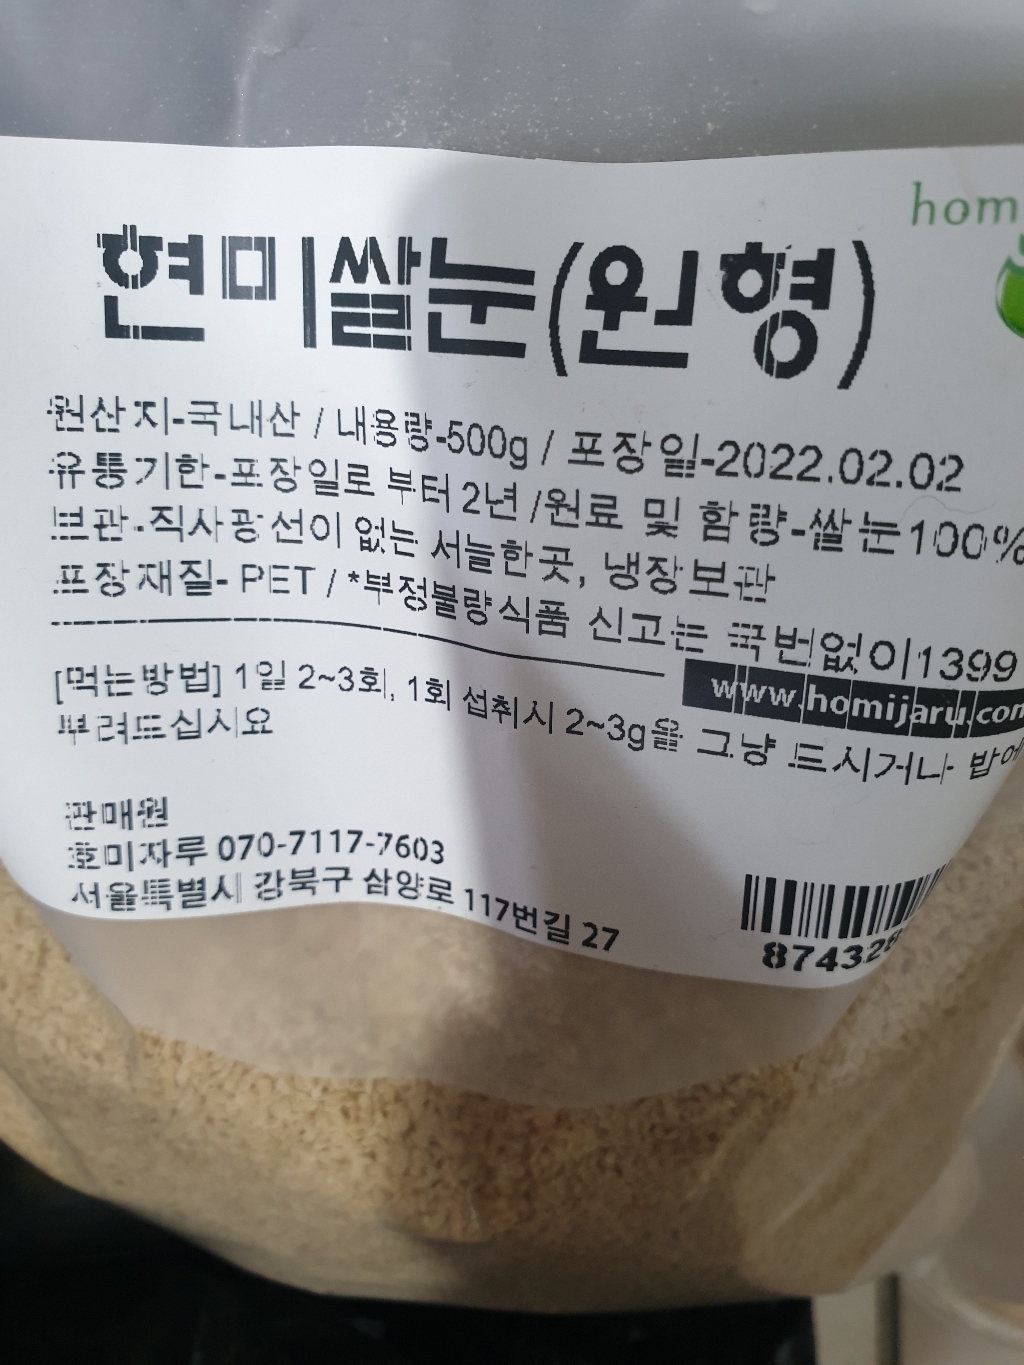 hom
현미쌀눈(원형)
원산지-국내산 / 내용량-500g / 포장일-2022.02.02
유통기한-포장일로 부터 2년 /원료 및 함량-쌀눈100%
보관-직사광선이 없는 서늘한곳, 냉장보관
포장재질- PET / *부정불량식품 신고는 국번없이1399
www.homijaru.com
[먹는방법] 1일 2~3회, 1회 섭취시 2~3g을 그냥 드시거나 밥에
뿌려드십시요
판매원
호미자루 070-7117-7603
서울특별시 강북구 삼양로 117번길 27
87432